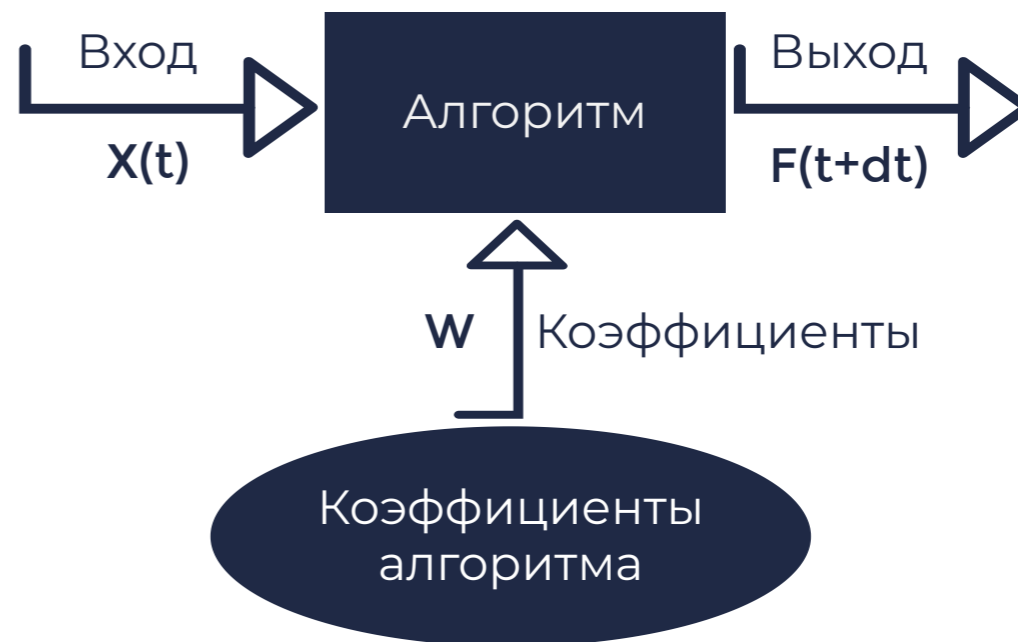 Вход
X(t)
Алгоритм
Выход
F(t+dt)
W
Коэффициенты
Коэффициенты
алгоритма